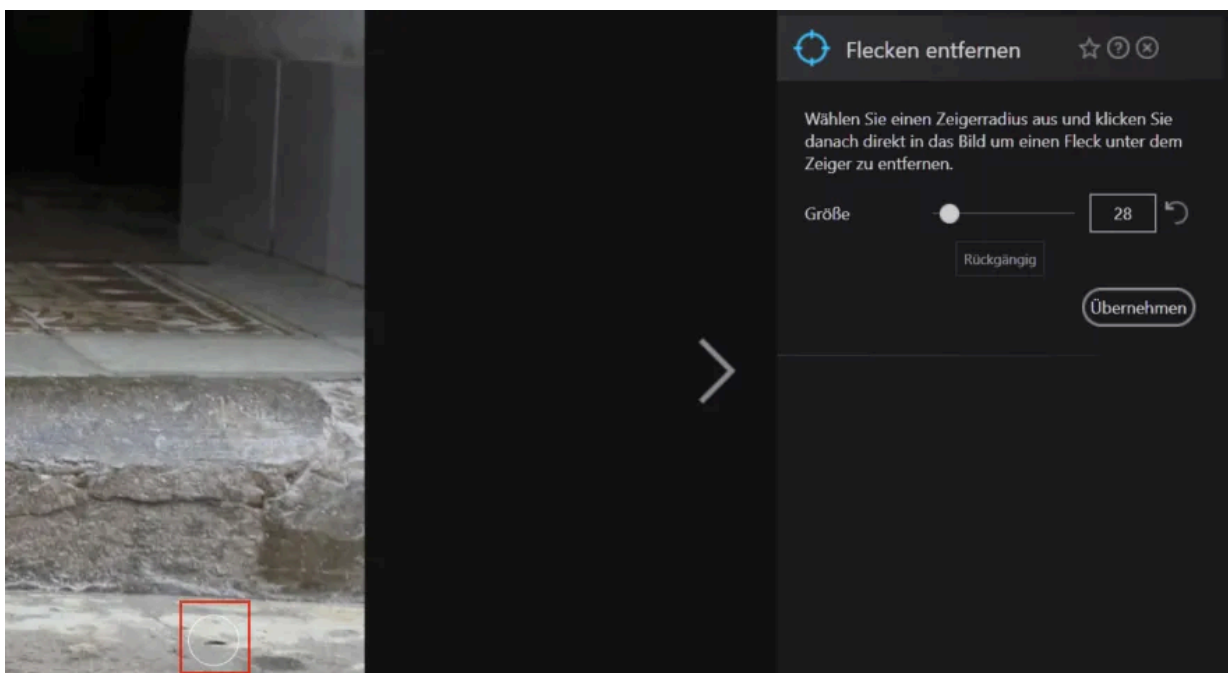 Flecken entfernen
Wählen Sie einen Zeigerradius aus und klicken Sie
danach direkt in das Bild um einen Fleck unter dem
Zeiger zu entfernen.
Größe 28
Rückgängig
Übernehmen